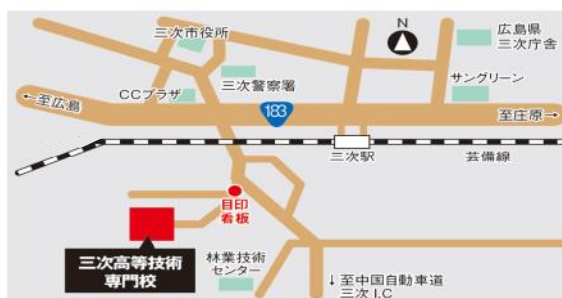 三次市役所
N
広島県
三次庁舎
三次警察署
サングリーン
←至広島
CCプラザ
183
至庄原→
三次駅
芸備線
目印
看板
三次高等技術
専門校
林業技術
センター
↓至中国自動車道
三次 I.C